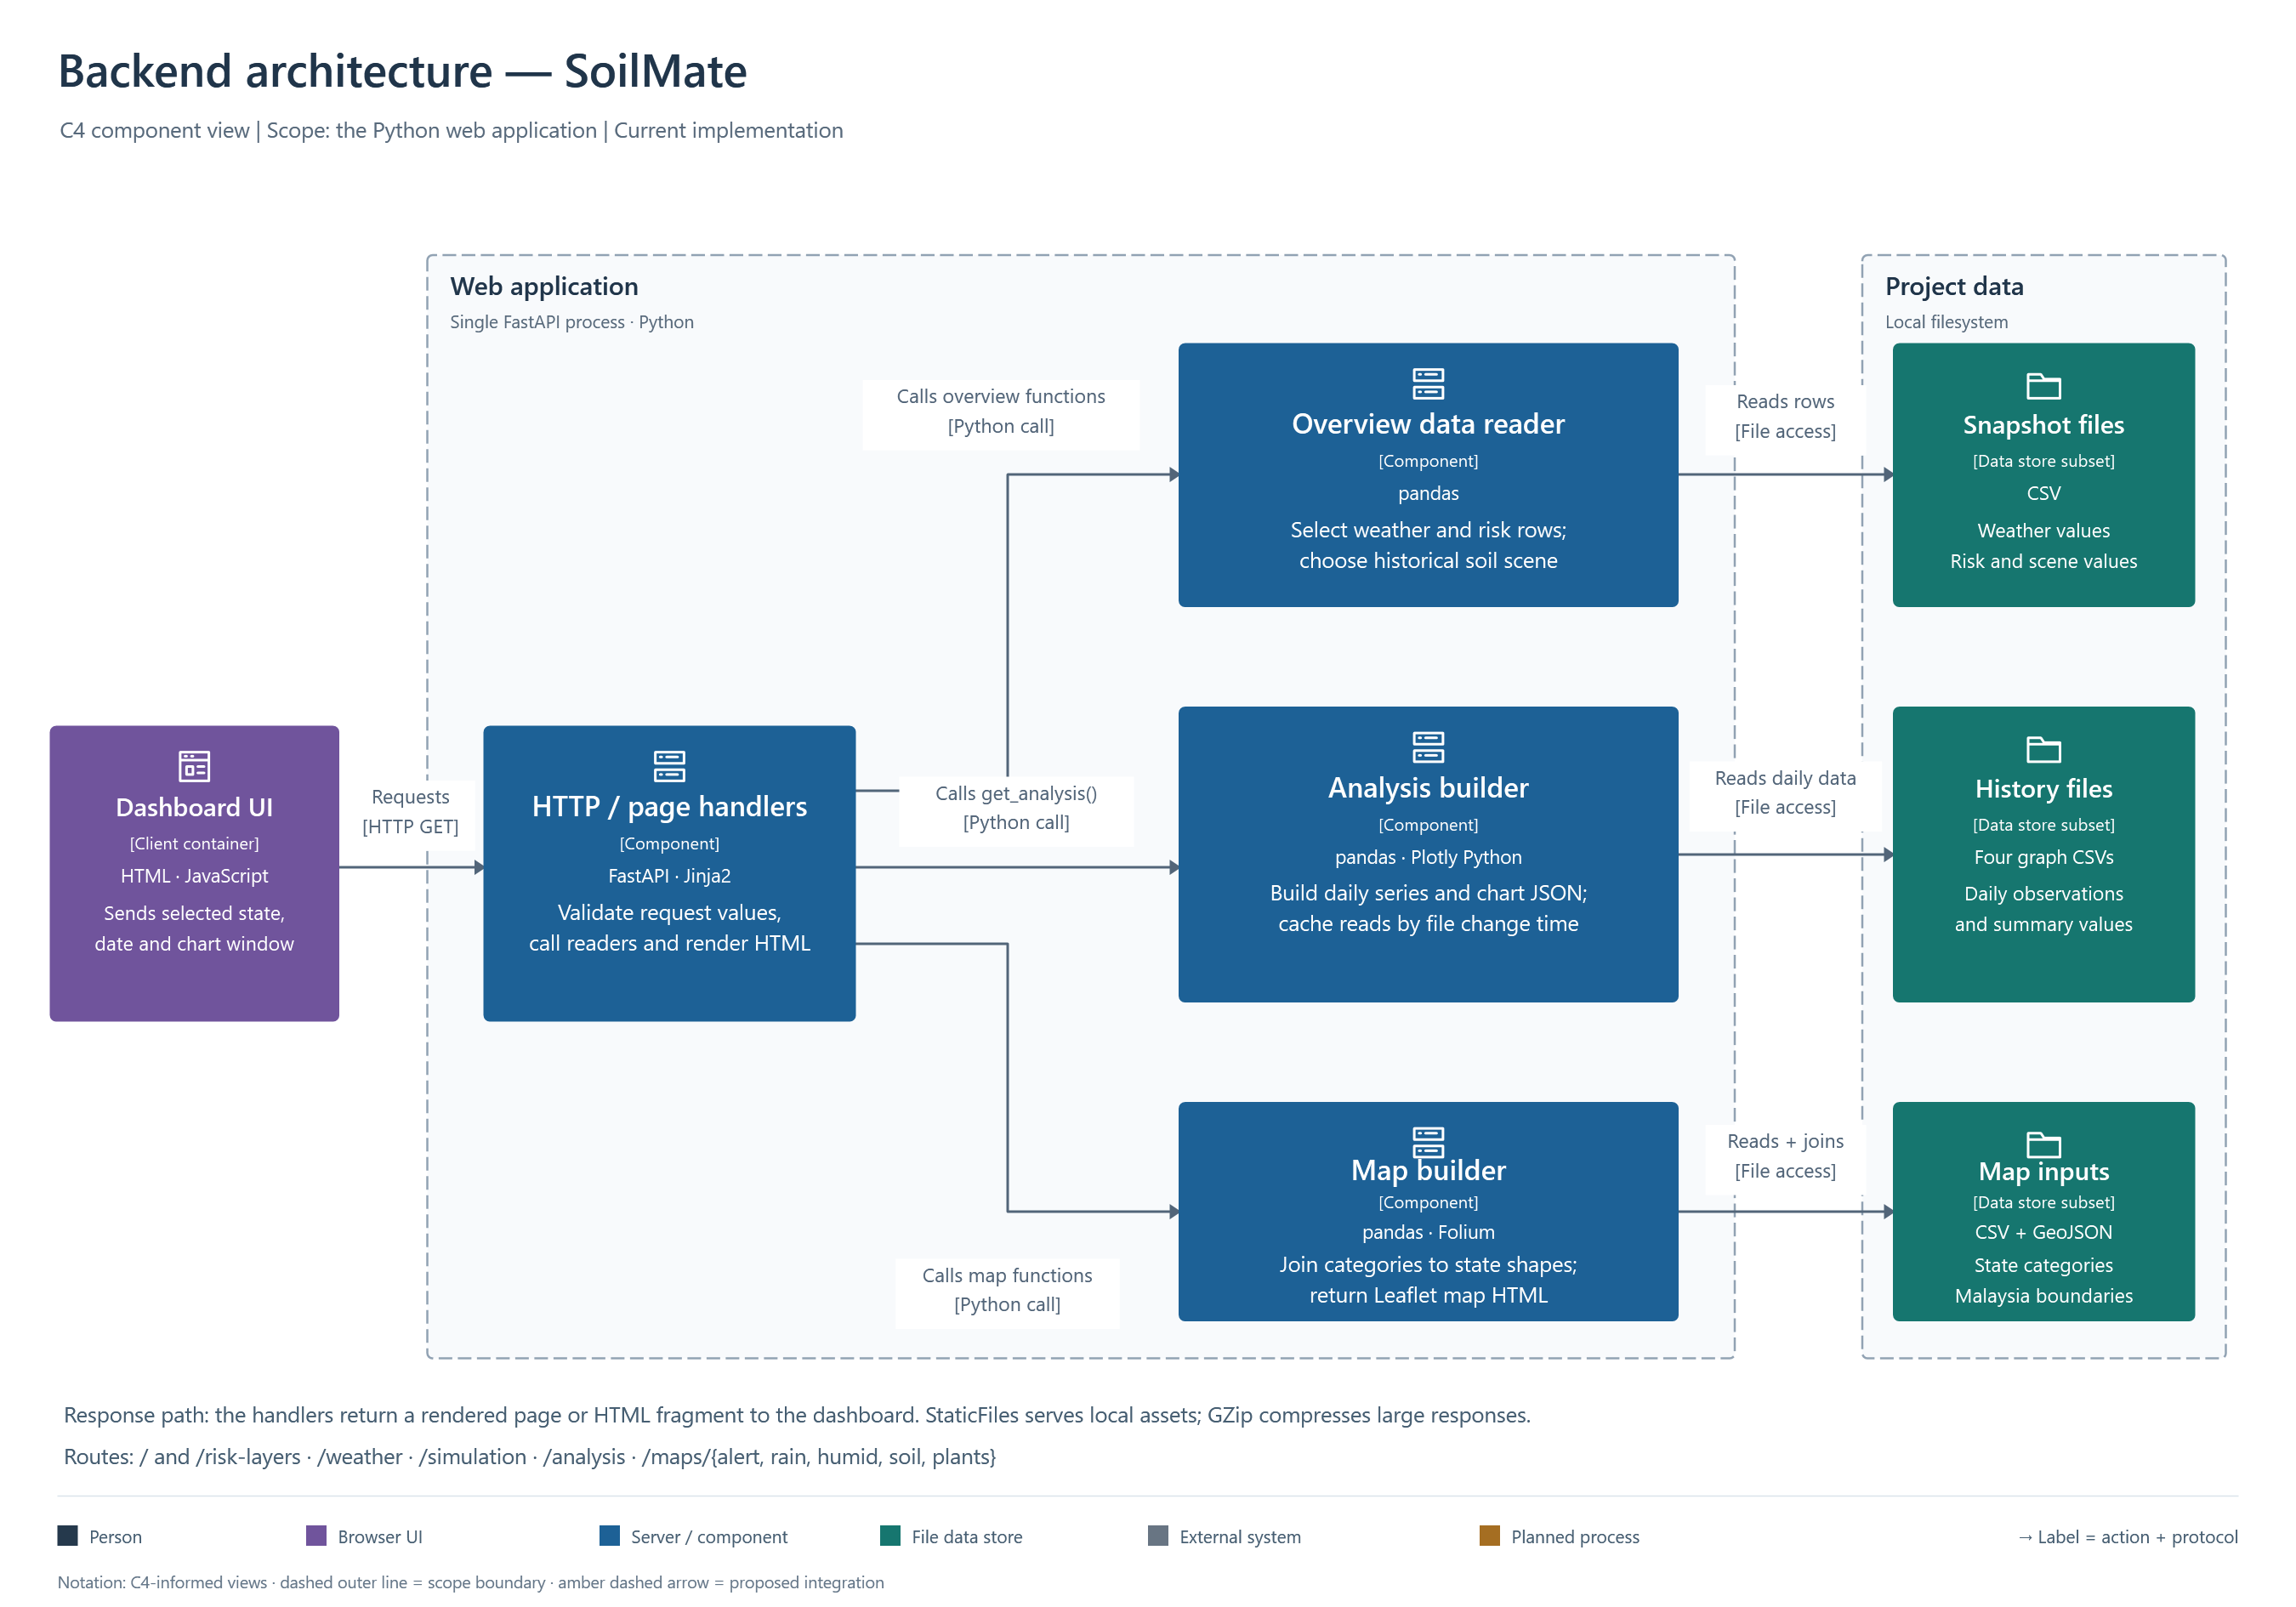 Backend architecture — SoilMate
C4 component view | Scope: the Python web application | Current implementation
Web application
Single FastAPI process · Python
Project data
Local filesystem
Calls overview functions
[Python call]
Overview data reader
[Component]
pandas
Select weather and risk rows;
choose historical soil scene
Reads rows
[File access]
Snapshot files
[Data store subset]
CSV
Weather values
Risk and scene values
Dashboard UI
[Client container]
HTML · JavaScript
Sends selected state,
date and chart window
Requests
[HTTP GET]
HTTP / page handlers
[Component]
FastAPI · Jinja2
Validate request values,
call readers and render HTML
Calls get_analysis()
[Python call]
Analysis builder
[Component]
pandas · Plotly Python
Build daily series and chart JSON;
cache reads by file change time
Reads daily data
[File access]
History files
[Data store subset]
Four graph CSVs
Daily observations
and summary values
Calls map functions
[Python call]
Map builder
[Component]
pandas · Folium
Join categories to state shapes;
return Leaflet map HTML
Reads + joins
[File access]
Map inputs
[Data store subset]
CSV + GeoJSON
State categories
Malaysia boundaries
Response path: the handlers return a rendered page or HTML fragment to the dashboard. StaticFiles serves local assets; GZip compresses large responses.
Routes: / and /risk-layers · /weather · /simulation · /analysis · /maps/{alert, rain, humid, soil, plants}
Person
Browser UI
Server / component
File data store
External system
Planned process
→ Label = action + protocol
Notation: C4-informed views · dashed outer line = scope boundary · amber dashed arrow = proposed integration